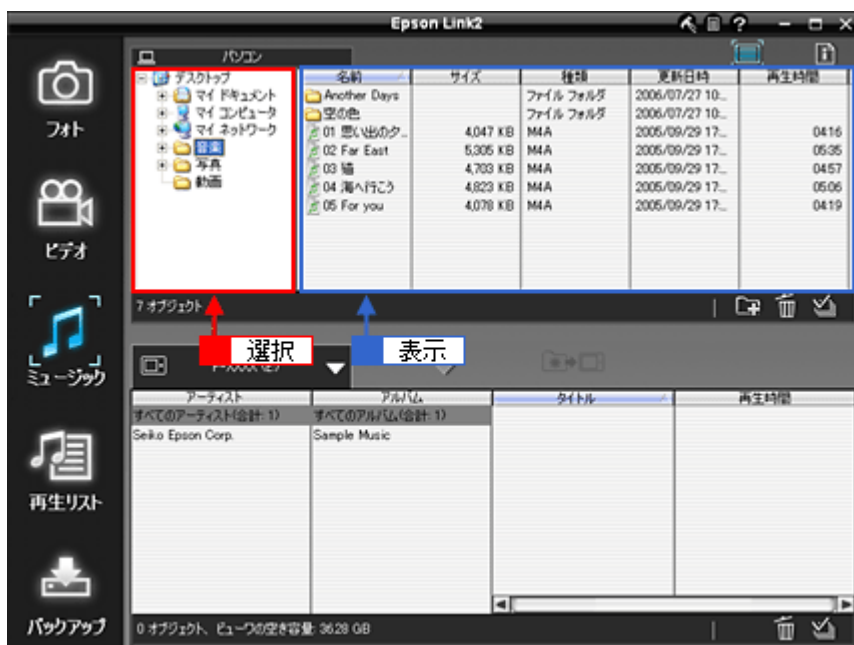 Epson Link2
パソコン
フォト
ビデオ
ミュージック
再生リスト
バックアップ
デスクトップ
マイ ドキュメント
マイ コンピュータ
マイ ネットワーク
音楽
写真
動画
名前 サイズ 種類 更新日時 再生時間
Another Days ファイル フォルダ 2006/07/27 10:...
空の色 ファイル フォルダ 2006/07/27 10:...
01 思い出の夕... 4,047 KB M4A 2005/09/29 17:... 04:16
02 Far East 5,305 KB M4A 2005/09/29 17:... 05:35
03 猫 4,703 KB M4A 2005/09/29 17:... 04:57
04 海へ行こう 4,823 KB M4A 2005/09/29 17:... 05:06
05 For you 4,078 KB M4A 2005/09/29 17:... 04:19
7 オブジェクト
選択
表示
アーティスト アルバム タイトル 再生時間
すべてのアーティスト(合計: 1) すべてのアルバム(合計: 1)
Seiko Epson Corp. Sample Music
0 オブジェクト、ビューワの空き容量: 36.28 GB